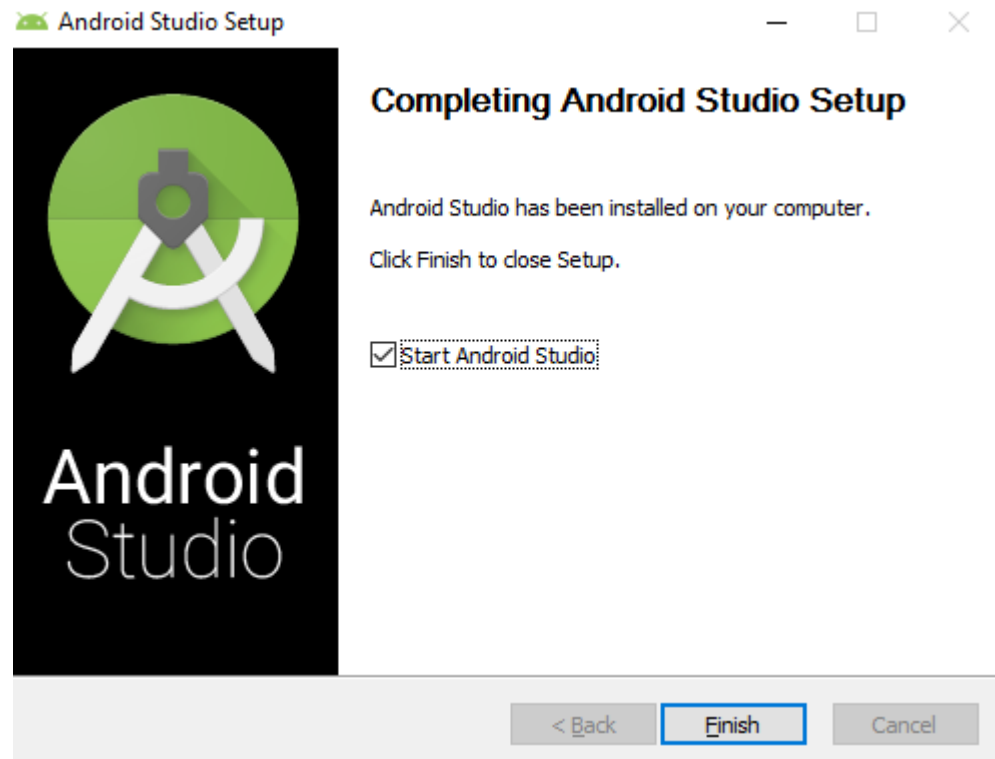 Android Studio Setup
Completing Android Studio Setup
Android Studio has been installed on your computer.
Click Finish to close Setup.
Start Android Studio
Android
Studio
< Back
Finish
Cancel